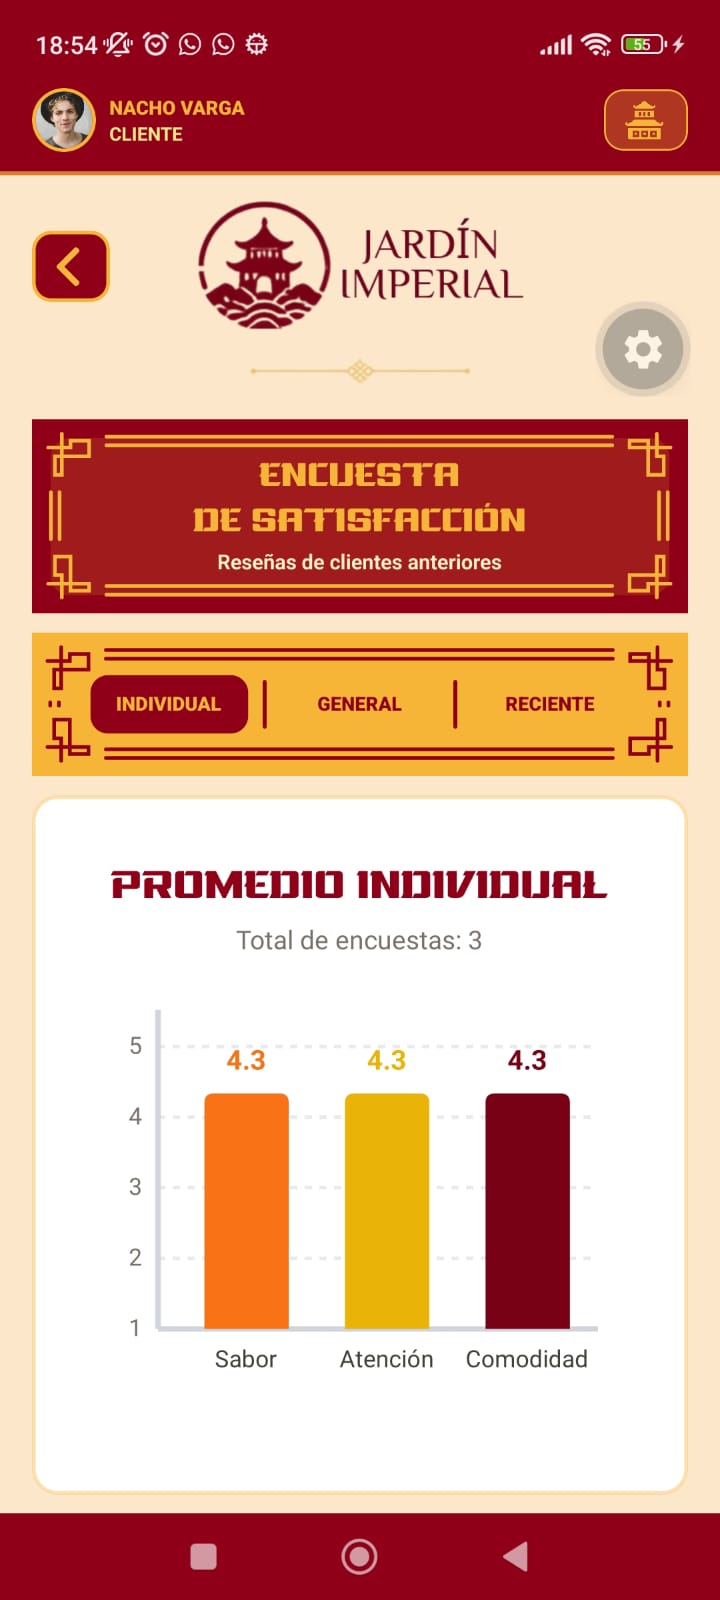 18:54
55
NACHO VARGA
CLIENTE
JARDÍN
IMPERIAL
ENCUESTA
DE SATISFACCIÓN
Reseñas de clientes anteriores
INDIVIDUAL
GENERAL
RECIENTE
PROMEDIO INDIVIDUAL
Total de encuestas: 3
5
4.3
4.3
4.3
4
3
2
1
Sabor
Atención
Comodidad